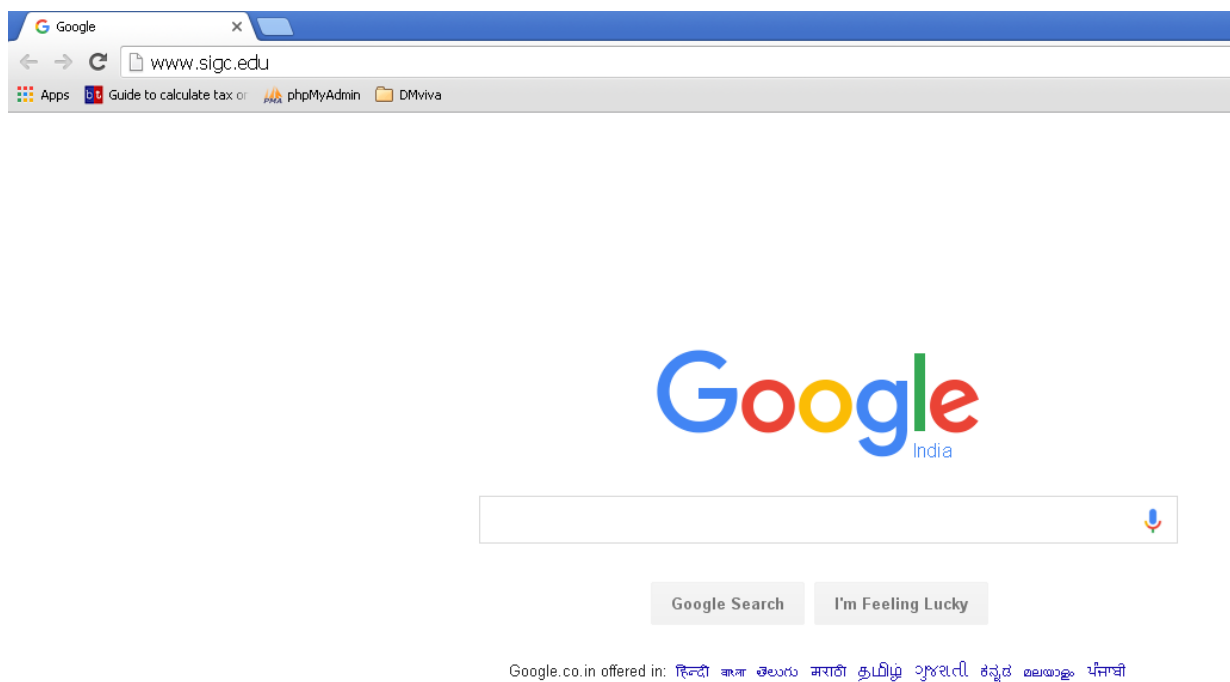 Google
www.sigc.edu
Apps Guide to calculate tax or phpMyAdmin DMviva
Google
India
Google Search I'm Feeling Lucky
Google.co.in offered in: हिन्दी বাংলা తెలుగు मराठी தமிழ் ગુજરાતી ಕನ್ನಡ മലയാളം ਪੰਜਾਬੀ